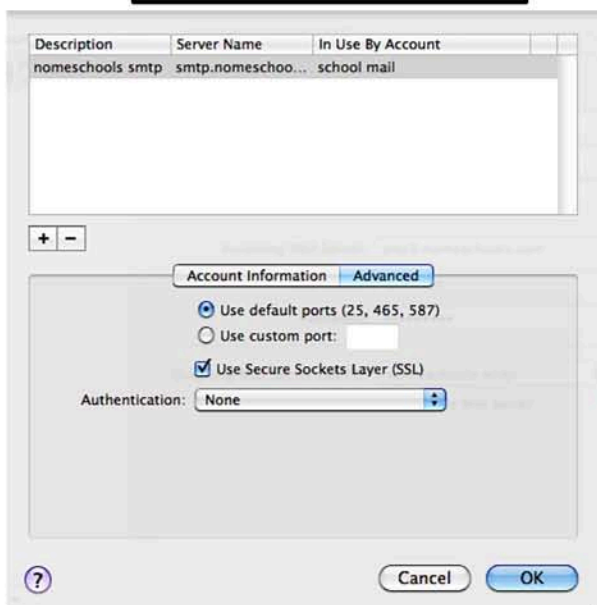 Description Server Name In Use By Account
nomeschools smtp smtp.nomeschoo... school mail
+ −
Account Information Advanced
Use default ports (25, 465, 587)
Use custom port:
Use Secure Sockets Layer (SSL)
Authentication: None
? Cancel OK